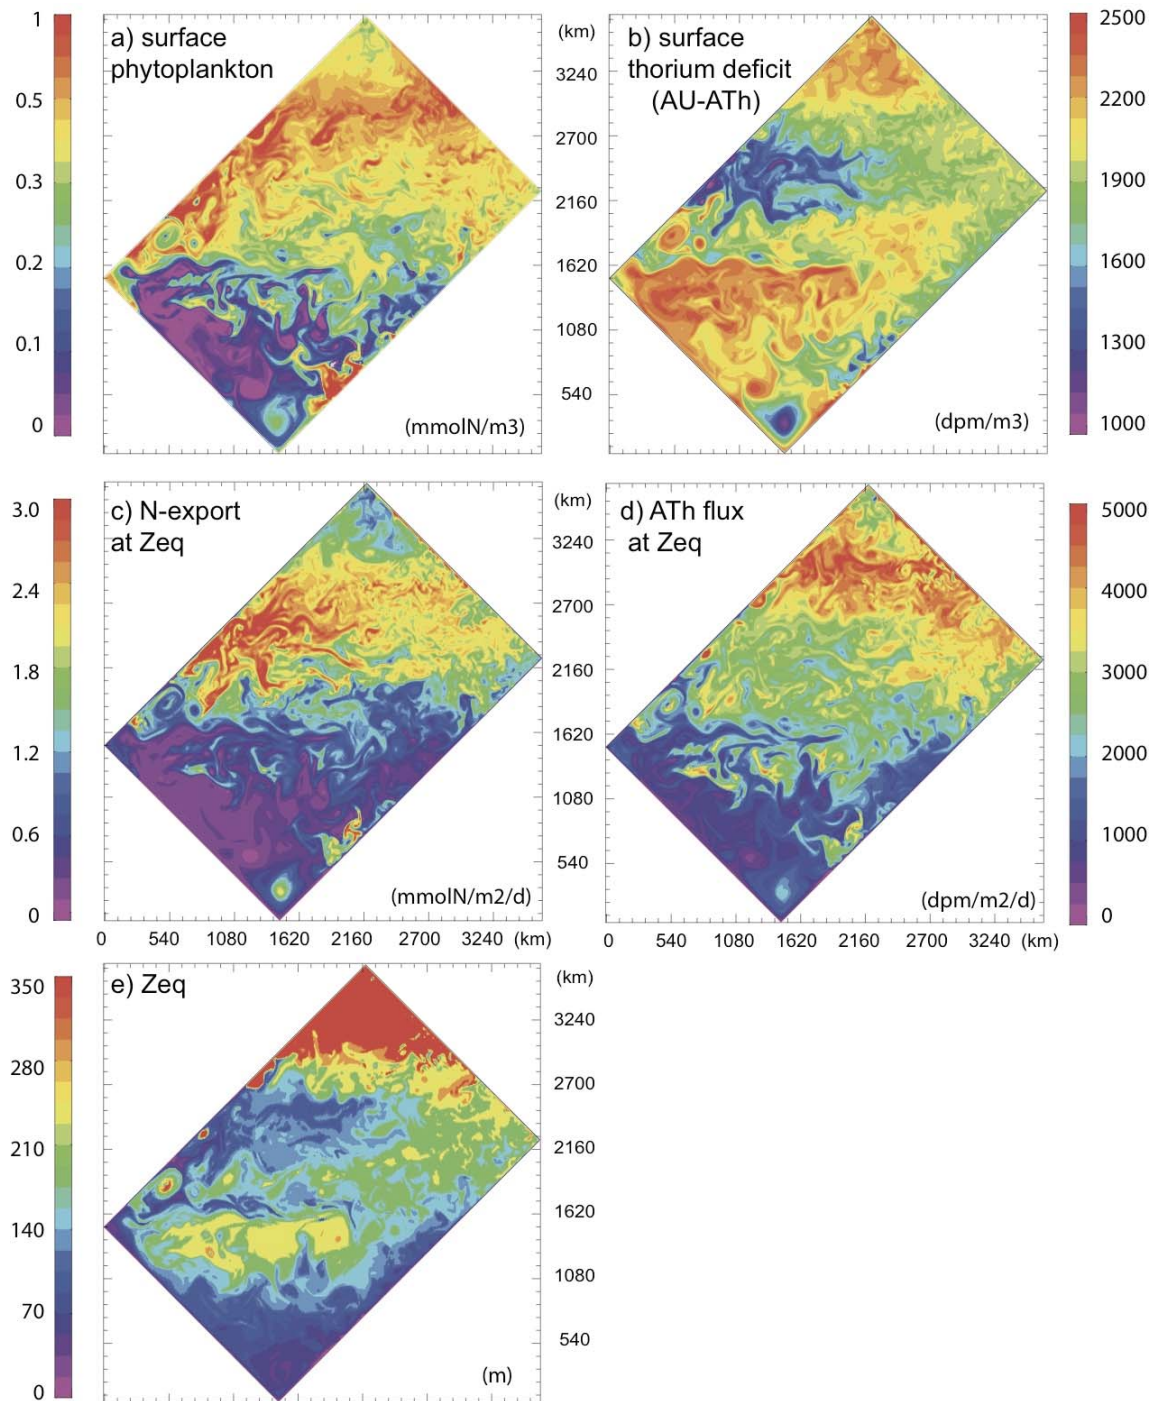 a) surface
phytoplankton
1
0.5
0.3
0.2
0.1
0
(mmolN/m3)
(km)
3240
2700
2160
1620
1080
540
b) surface
thorium deficit
(AU-ATh)
(dpm/m3)
2500
2200
1900
1600
1300
1000
c) N-export
at Zeq
3.0
2.4
1.8
1.2
0.6
0
(mmolN/m2/d)
0 540 1080 1620 2160 2700 3240 (km)
(km)
3240
2700
2160
1620
1080
540
d) ATh flux
at Zeq
(dpm/m2/d)
0 540 1080 1620 2160 2700 3240 (km)
5000
4000
3000
2000
1000
0
e) Zeq
350
280
210
140
70
0
(m)
(km)
3240
2700
2160
1620
1080
540